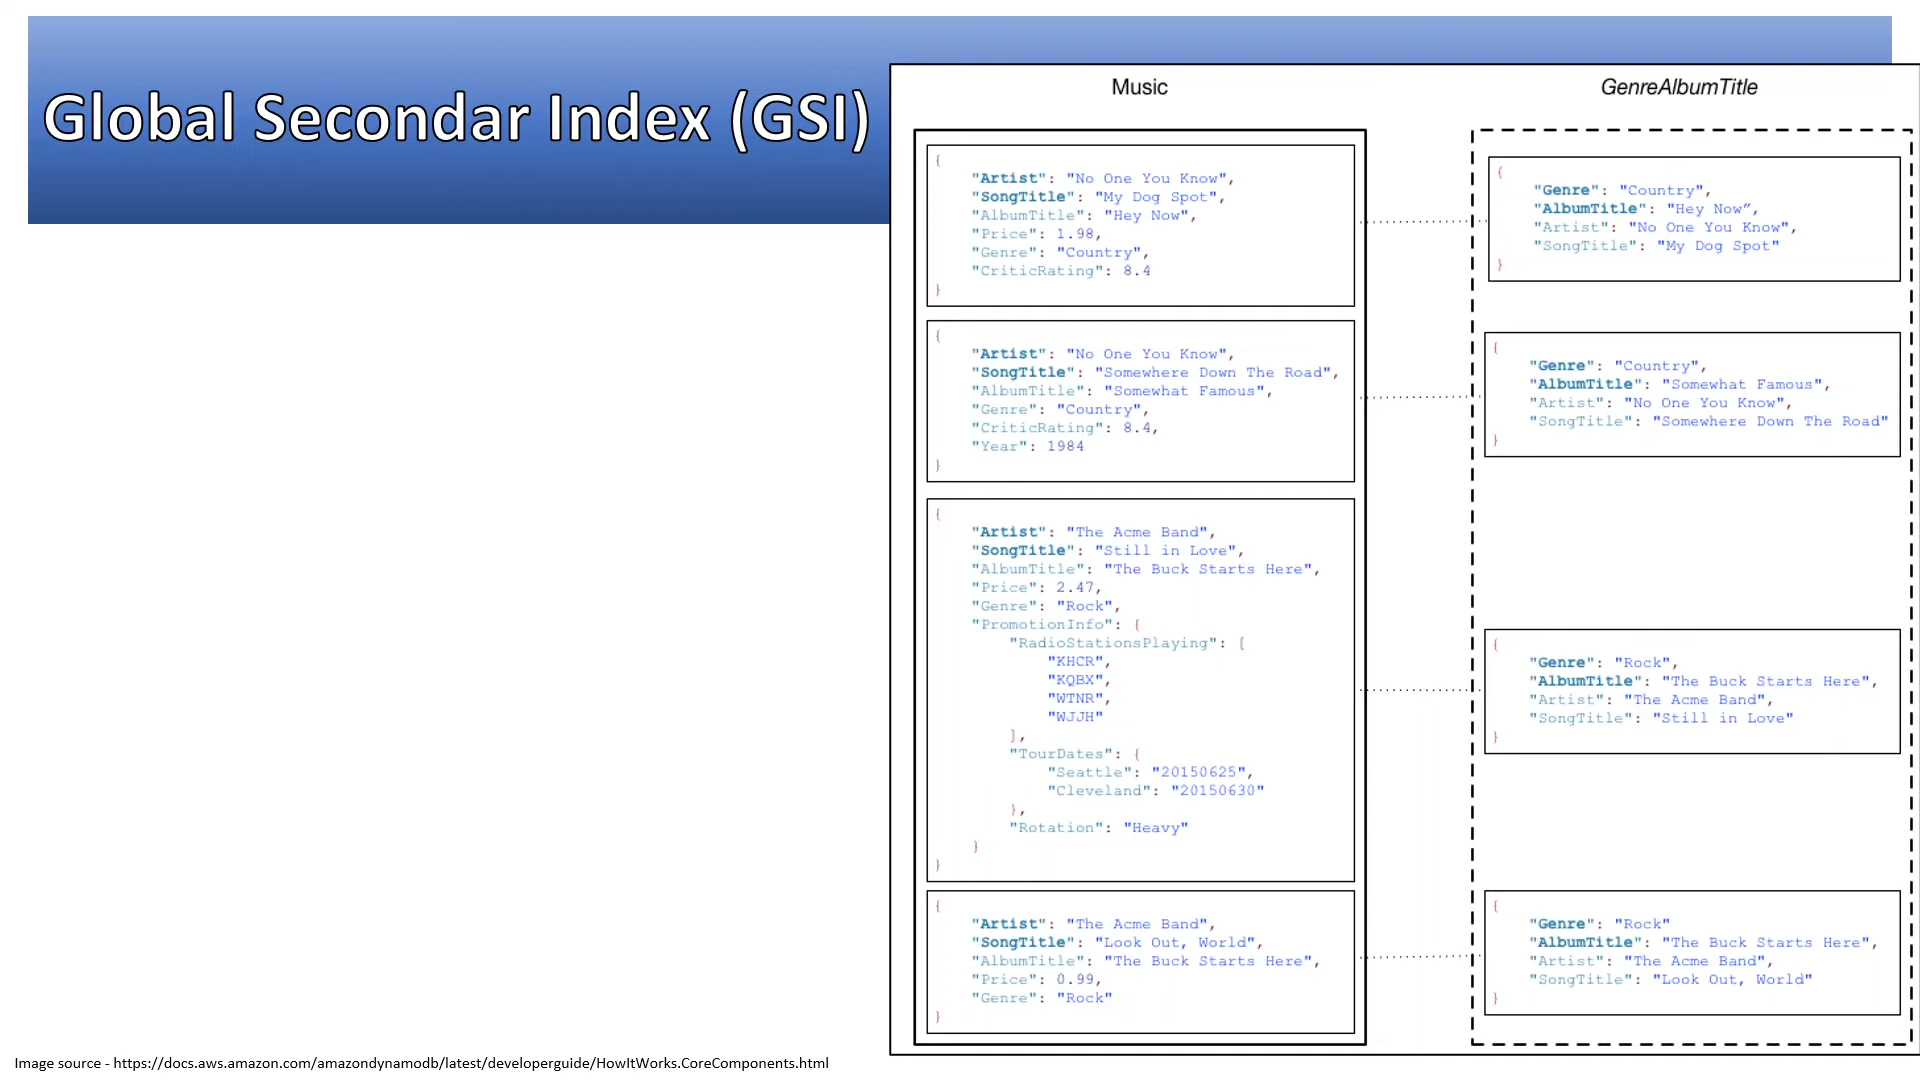 Global Secondar Index (GSI)
Music
{
"Artist": "No One You Know",
"SongTitle": "My Dog Spot",
"AlbumTitle": "Hey Now",
"Price": 1.98,
"Genre": "Country",
"CriticRating": 8.4
}
{
"Artist": "No One You Know",
"SongTitle": "Somewhere Down The Road",
"AlbumTitle": "Somewhat Famous",
"Genre": "Country",
"CriticRating": 8.4,
"Year": 1984
}
{
"Artist": "The Acme Band",
"SongTitle": "Still in Love",
"AlbumTitle": "The Buck Starts Here",
"Price": 2.47,
"Genre": "Rock",
"PromotionInfo": {
"RadioStationsPlaying": [
"KHCR",
"KQBX",
"WTNR",
"WJJH"
],
"TourDates": {
"Seattle": "20150625",
"Cleveland": "20150630"
},
"Rotation": "Heavy"
}
}
{
"Artist": "The Acme Band",
"SongTitle": "Look Out, World",
"AlbumTitle": "The Buck Starts Here",
"Price": 0.99,
"Genre": "Rock"
}
GenreAlbumTitle
{
"Genre": "Country",
"AlbumTitle": "Hey Now”,
"Artist": "No One You Know",
"SongTitle": "My Dog Spot"
}
{
"Genre": "Country",
"AlbumTitle": "Somewhat Famous",
"Artist": "No One You Know",
"SongTitle": "Somewhere Down The Road"
}
{
"Genre": "Rock",
"AlbumTitle": "The Buck Starts Here",
"Artist": "The Acme Band",
"SongTitle": "Still in Love"
}
{
"Genre": "Rock"
"AlbumTitle": "The Buck Starts Here",
"Artist": "The Acme Band",
"SongTitle": "Look Out, World"
}
Image source - https://docs.aws.amazon.com/amazondynamodb/latest/developerguide/HowItWorks.CoreComponents.html